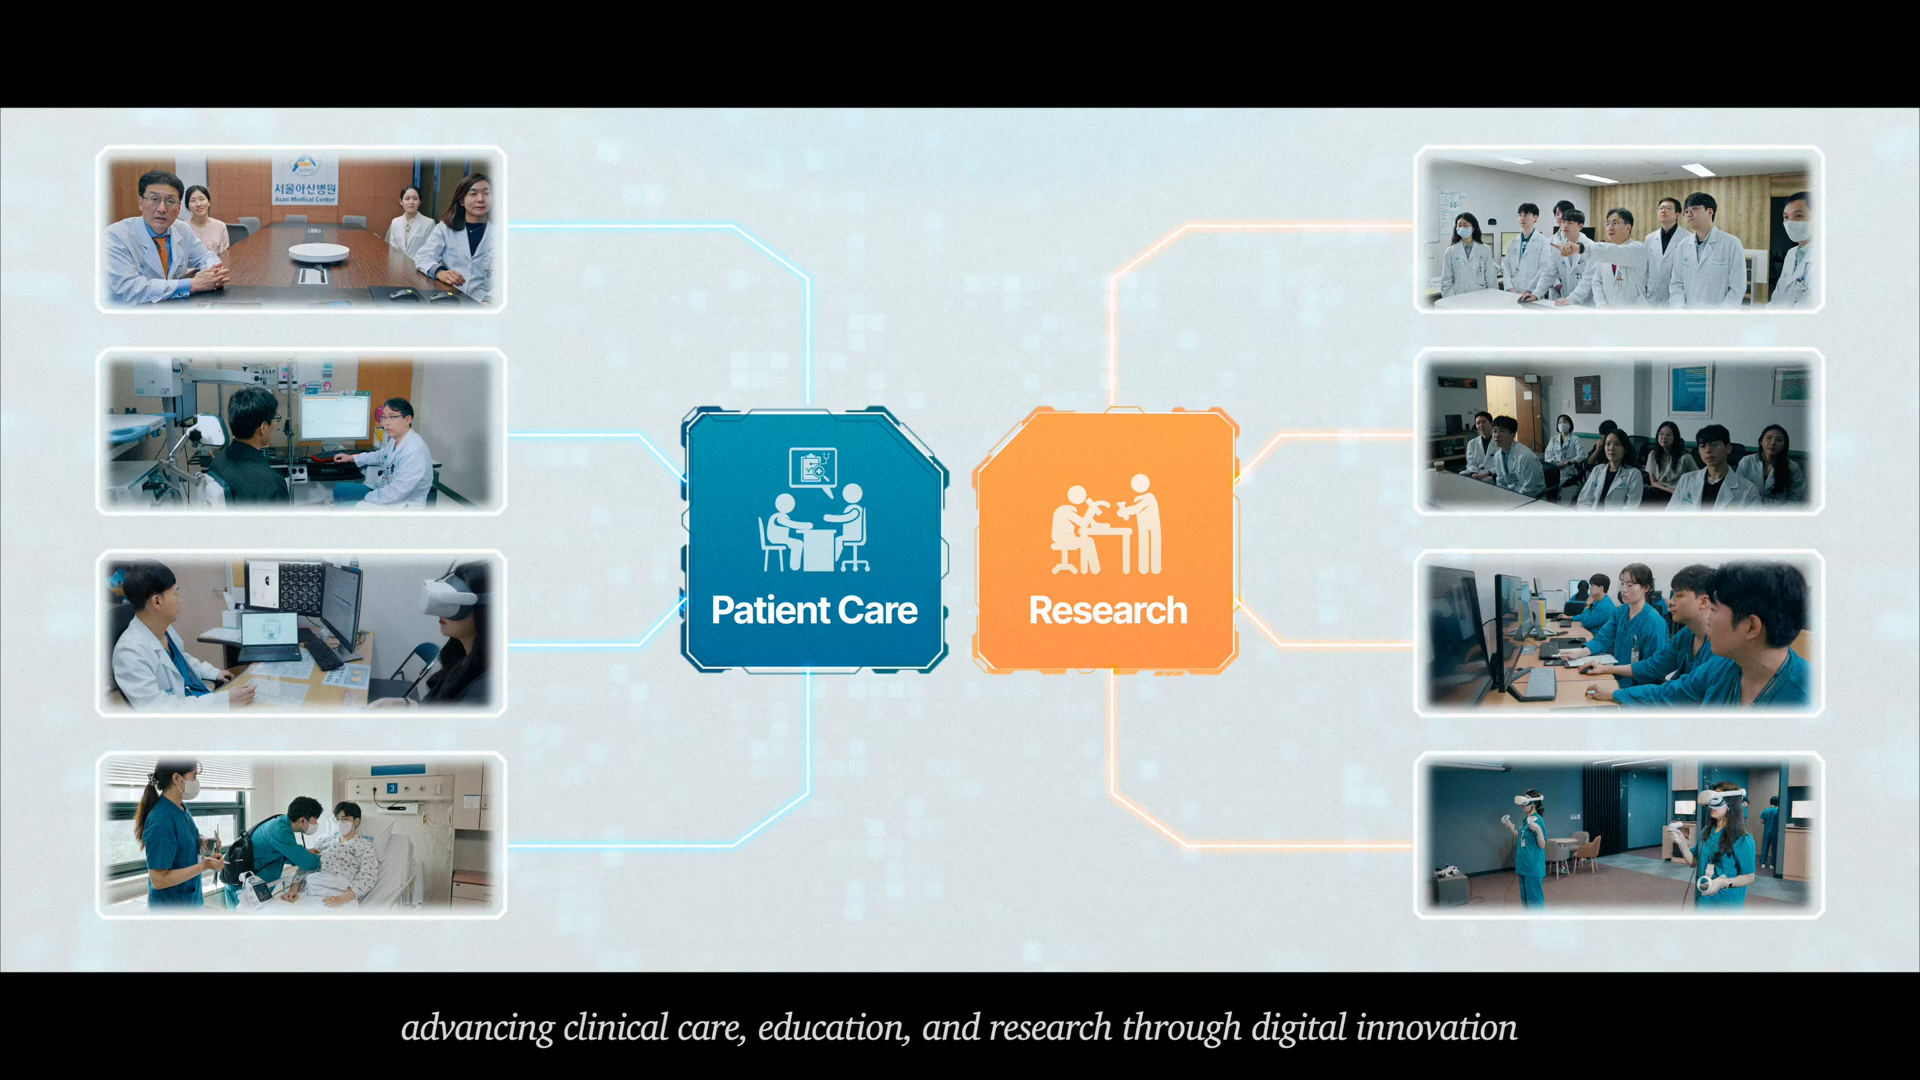 서울아산병원
Asan Medical Center
3
Patient Care
Research
advancing clinical care, education, and research through digital innovation